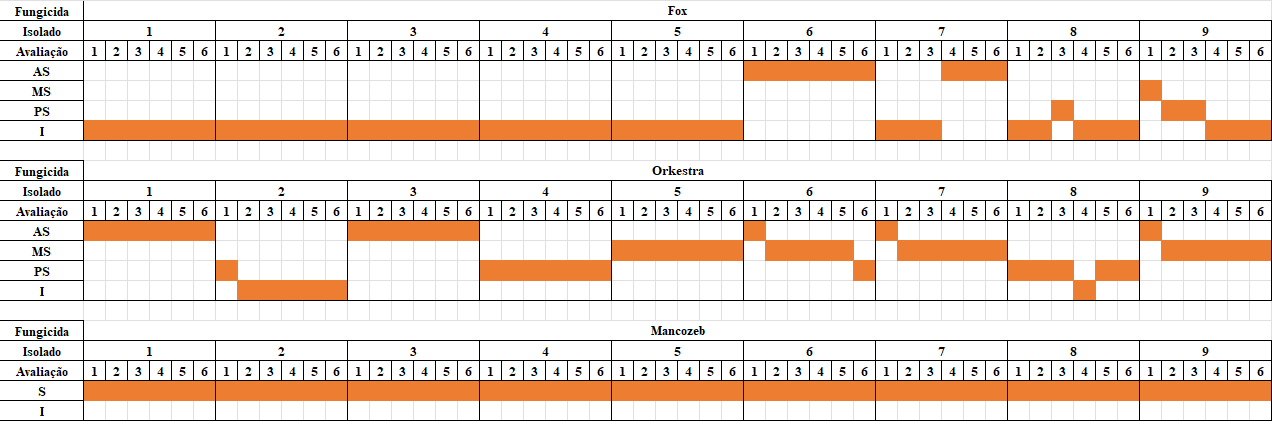 Fungicida Fox
Isolado 1 2 3 4 5 6 7 8 9
Avaliação 1 2 3 4 5 6 1 2 3 4 5 6 1 2 3 4 5 6 1 2 3 4 5 6 1 2 3 4 5 6 1 2 3 4 5 6 1 2 3 4 5 6 1 2 3 4 5 6 1 2 3 4 5 6
AS
MS
PS
I
Fungicida Orkestra
Isolado 1 2 3 4 5 6 7 8 9
Avaliação 1 2 3 4 5 6 1 2 3 4 5 6 1 2 3 4 5 6 1 2 3 4 5 6 1 2 3 4 5 6 1 2 3 4 5 6 1 2 3 4 5 6 1 2 3 4 5 6 1 2 3 4 5 6
AS
MS
PS
I
Fungicida Mancozeb
Isolado 1 2 3 4 5 6 7 8 9
Avaliação 1 2 3 4 5 6 1 2 3 4 5 6 1 2 3 4 5 6 1 2 3 4 5 6 1 2 3 4 5 6 1 2 3 4 5 6 1 2 3 4 5 6 1 2 3 4 5 6 1 2 3 4 5 6
S
I